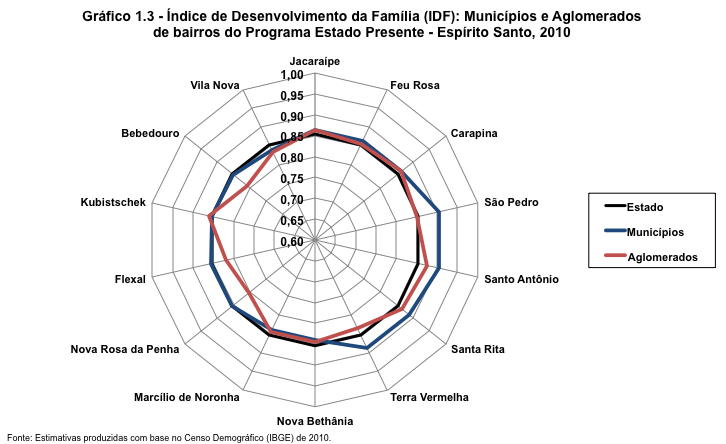 Gráfico 1.3 - Índice de Desenvolvimento da Família (IDF): Municípios e Aglomerados
de bairros do Programa Estado Presente - Espírito Santo, 2010
Jacaraípe
Vila Nova
Feu Rosa
Bebedouro
Carapina
Kubistschek
São Pedro
Flexal
Santo Antônio
Nova Rosa da Penha
Santa Rita
Marcílio de Noronha
Terra Vermelha
Nova Bethânia
1,00
0,95
0,90
0,85
0,80
0,75
0,70
0,65
0,60
Estado
Municípios
Aglomerados
Fonte: Estimativas produzidas com base no Censo Demográfico (IBGE) de 2010.